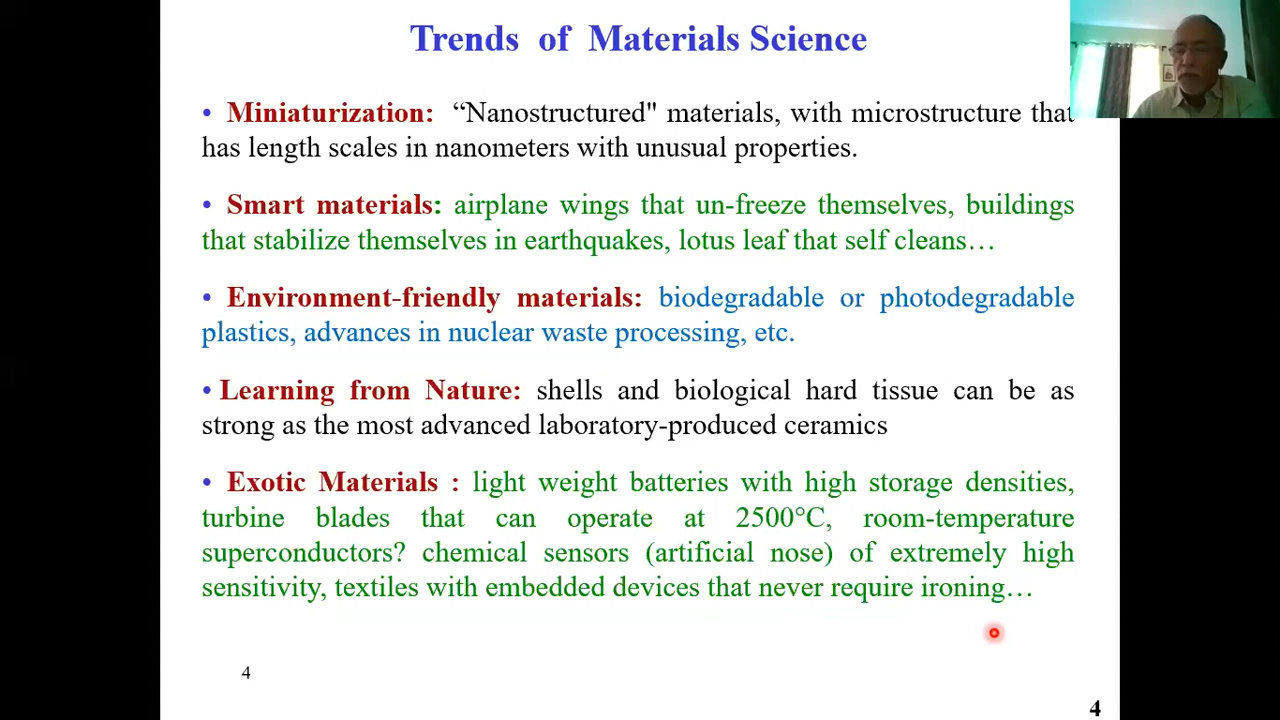 Trends of Materials Science
• Miniaturization: “Nanostructured" materials, with microstructure that
has length scales in nanometers with unusual properties.
• Smart materials: airplane wings that un-freeze themselves, buildings
that stabilize themselves in earthquakes, lotus leaf that self cleans…
• Environment-friendly materials: biodegradable or photodegradable
plastics, advances in nuclear waste processing, etc.
• Learning from Nature: shells and biological hard tissue can be as
strong as the most advanced laboratory-produced ceramics
• Exotic Materials : light weight batteries with high storage densities,
turbine blades that can operate at 2500°C, room-temperature
superconductors? chemical sensors (artificial nose) of extremely high
sensitivity, textiles with embedded devices that never require ironing…
4
4